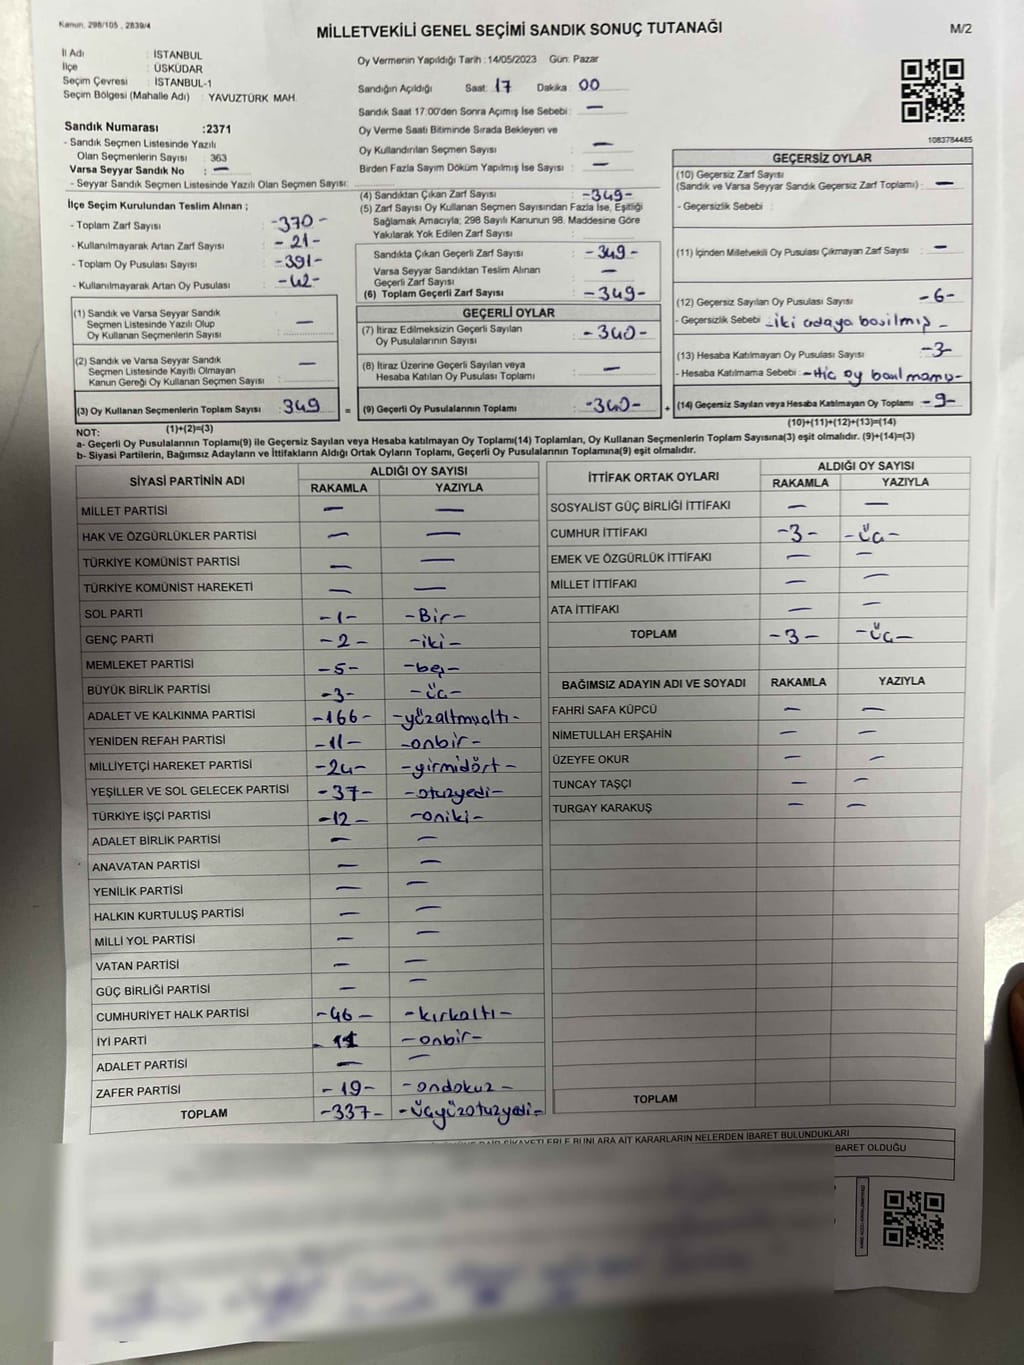 Kanun, 298/105 , 2839/4
MİLLETVEKİLİ GENEL SEÇİMİ SANDIK SONUÇ TUTANAĞI
M/2
İl Adı : İSTANBUL
İlçe : ÜSKÜDAR
Seçim Çevresi : İSTANBUL-1
Seçim Bölgesi (Mahalle Adı) : YAVUZTÜRK MAH.
Sandık Numarası :2371
- Sandık Seçmen Listesinde Yazılı
Olan Seçmenlerin Sayısı : 363
Varsa Seyyar Sandık No : —
- Seyyar Sandık Seçmen Listesinde Yazılı Olan Seçmen Sayısı:
İlçe Seçim Kurulundan Teslim Alınan ;
- Toplam Zarf Sayısı : -370-
- Kullanılmayarak Artan Zarf Sayısı : -21-
- Toplam Oy Pusulası Sayısı : -391-
- Kullanılmayarak Artan Oy Pusulası : -42-
(1) Sandık ve Varsa Seyyar Sandık
Seçmen Listesinde Yazılı Olup
Oy Kullanan Seçmenlerin Sayısı : —
(2) Sandık ve Varsa Seyyar Sandık
Seçmen Listesinde Kayıtlı Olmayan
Kanun Gereği Oy Kullanan Seçmen Sayısı : —
(3) Oy Kullanan Seçmenlerin Toplam Sayısı : 349
(1)+(2)=(3)
Oy Vermenin Yapıldığı Tarih :14/05/2023 Gün: Pazar
Sandığın Açıldığı Saat: 17 Dakika : 00
Sandık Saat 17:00'den Sonra Açımış İse Sebebi : —
Oy Verme Saati Bitiminde Sırada Bekleyen ve
Oy Kullandırılan Seçmen Sayısı : —
Birden Fazla Sayım Döküm Yapılmış İse Sayısı : —
(4) Sandıktan Çıkan Zarf Sayısı : -349-
(5) Zarf Sayısı Oy Kullanan Seçmen Sayısından Fazla İse, Eşitliği
Sağlamak Amacıyla; 298 Sayılı Kanunun 98. Maddesine Göre
Yakılarak Yok Edilen Zarf Sayısı :
Sandıkta Çıkan Geçerli Zarf Sayısı : -349-
Varsa Seyyar Sandıktan Teslim Alınan
Geçerli Zarf Sayısı : —
(6) Toplam Geçerli Zarf Sayısı : -349-
GEÇERLİ OYLAR
(7) İtiraz Edilmeksizin Geçerli Sayılan
Oy Pusulalarının Sayısı : -340-
(8) İtiraz Üzerine Geçerli Sayılan veya
Hesaba Katılan Oy Pusulası Toplamı : —
= (9) Geçerli Oy Pusulalarının Toplamı : -340- +
1083784485
GEÇERSİZ OYLAR
(10) Geçersiz Zarf Sayısı
(Sandık ve Varsa Seyyar Sandık Geçersiz Zarf Toplamı) : —
- Geçersizlik Sebebi :
(11) İçinden Milletvekili Oy Pusulası Çıkmayan Zarf Sayısı : —
(12) Geçersiz Sayılan Oy Pusulası Sayısı : -6-
- Geçersizlik Sebebi : -iki adaya basılmış-
(13) Hesaba Katılmayan Oy Pusulası Sayısı : -3-
- Hesaba Katılmama Sebebi : -Hiç oy basılmamış-
(14) Geçersiz Sayılan veya Hesaba Katılmayan Oy Toplamı : -9-
(10)+(11)+(12)+(13)=(14)
NOT:
a- Geçerli Oy Pusulalarının Toplamı(9) ile Geçersiz Sayılan veya Hesaba katılmayan Oy Toplamı(14) Toplamları, Oy Kullanan Seçmenlerin Toplam Sayısına(3) eşit olmalıdır. (9)+(14)=(3)
b- Siyasi Partilerin, Bağımsız Adayların ve İttifakların Aldığı Ortak Oyların Toplamı, Geçerli Oy Pusulalarının Toplamına(9) eşit olmalıdır.
SİYASİ PARTİNİN ADI ALDIĞI OY SAYISI
RAKAMLA YAZIYLA
MİLLET PARTİSİ — —
HAK VE ÖZGÜRLÜKLER PARTİSİ — —
TÜRKİYE KOMÜNİST PARTİSİ — —
TÜRKİYE KOMÜNİST HAREKETİ — —
SOL PARTİ -1- -Bir-
GENÇ PARTİ -2- -iki-
MEMLEKET PARTİSİ -5- -beş-
BÜYÜK BİRLİK PARTİSİ -3- -üç-
ADALET VE KALKINMA PARTİSİ -166- -yüzaltmışaltı-
YENİDEN REFAH PARTİSİ -11- -onbir-
MİLLİYETÇİ HAREKET PARTİSİ -24- -yirmidört-
YEŞİLLER VE SOL GELECEK PARTİSİ -37- -otuzyedi-
TÜRKİYE İŞÇİ PARTİSİ -12- -oniki-
ADALET BİRLİK PARTİSİ — —
ANAVATAN PARTİSİ — —
YENİLİK PARTİSİ — —
HALKIN KURTULUŞ PARTİSİ — —
MİLLİ YOL PARTİSİ — —
VATAN PARTİSİ — —
GÜÇ BİRLİĞİ PARTİSİ — —
CUMHURİYET HALK PARTİSİ -46- -kırkaltı-
İYİ PARTİ -11 -onbir-
ADALET PARTİSİ — —
ZAFER PARTİSİ -19- -ondokuz-
TOPLAM -337- -üçyüzotuzyedi-
İTTİFAK ORTAK OYLARI ALDIĞI OY SAYISI
RAKAMLA YAZIYLA
SOSYALİST GÜÇ BİRLİĞİ İTTİFAKI — —
CUMHUR İTTİFAKI -3- -üç-
EMEK VE ÖZGÜRLÜK İTTİFAKI — —
MİLLET İTTİFAKI — —
ATA İTTİFAKI — —
TOPLAM -3- -üç-
BAĞIMSIZ ADAYIN ADI VE SOYADI RAKAMLA YAZIYLA
FAHRİ SAFA KÜPCÜ — —
NİMETULLAH ERŞAHİN — —
ÜZEYFE OKUR — —
TUNCAY TAŞÇI — —
TURGAY KARAKUŞ — —
TOPLAM
ŞİKAYETLERLE BUNLARA AİT KARARLARIN NELERDEN İBARET BULUNDUKLARI
BARET OLDUĞU